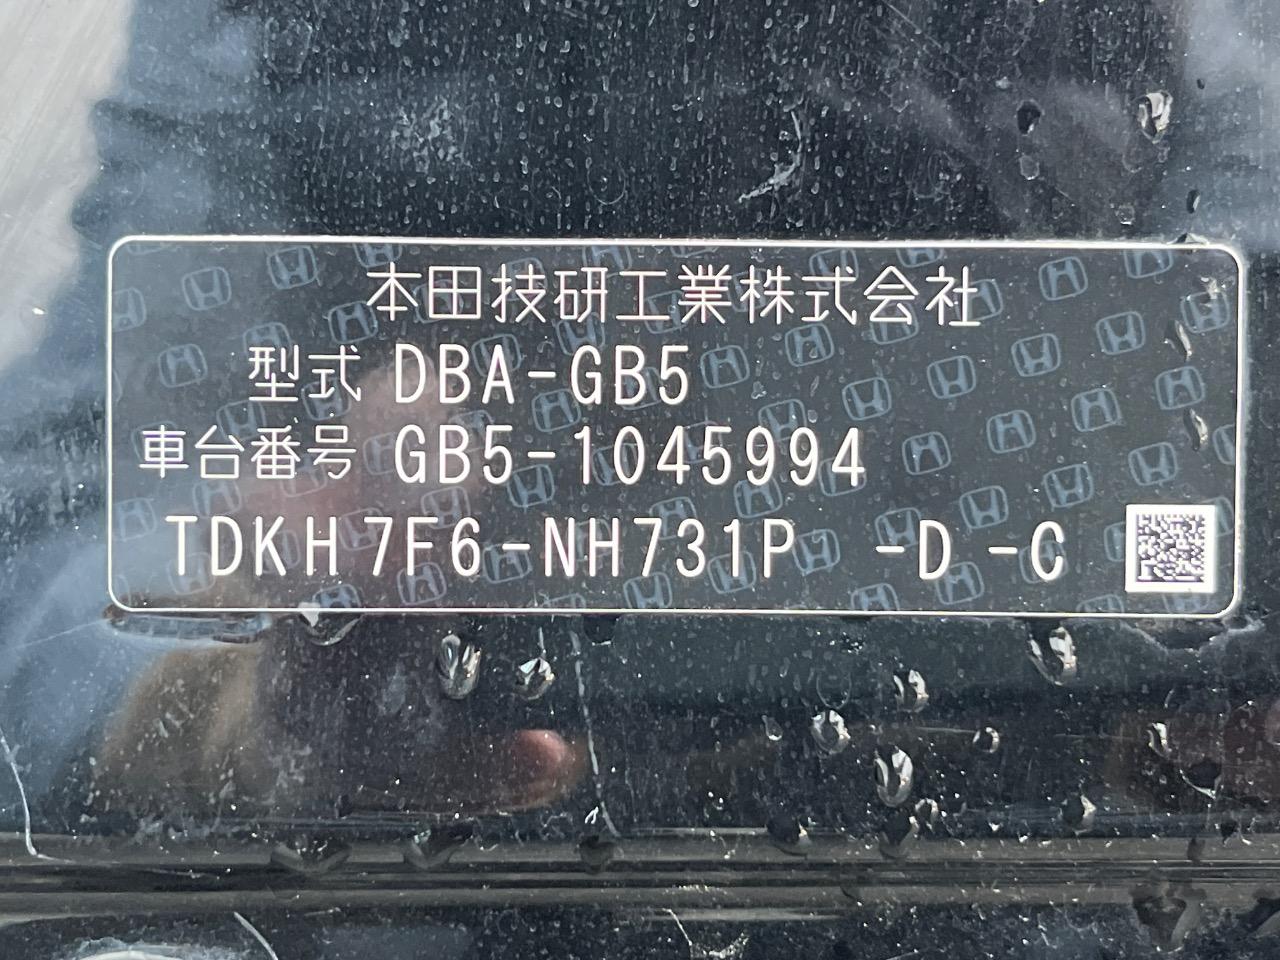 本田技研工業株式会社
型式 DBA-GB5
車台番号 GB5-1045994
TDKH7F6-NH731P -D -C